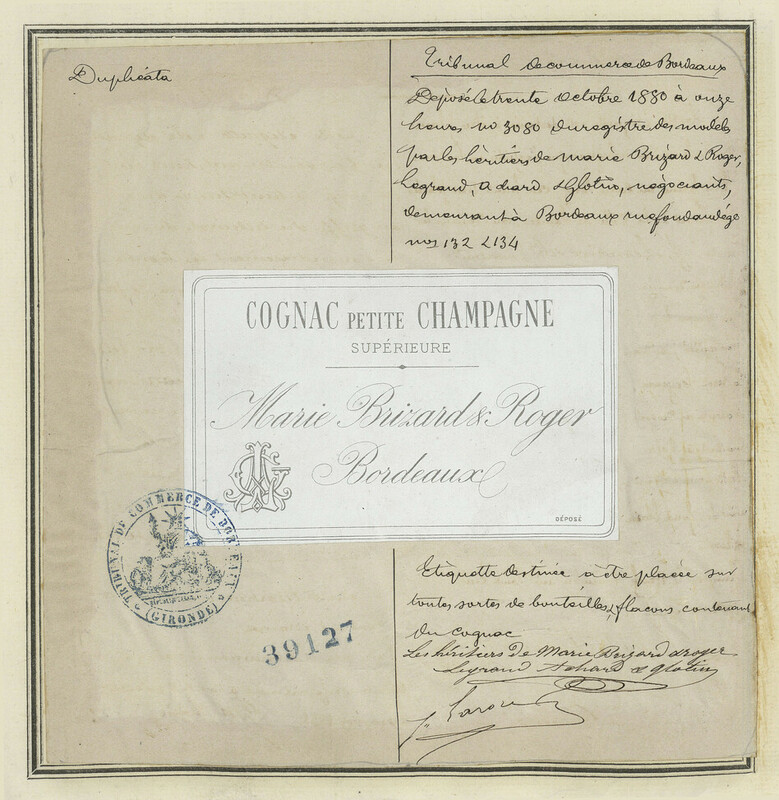 Duplicata
Tribunal de commerce de Bordeaux
Déposé le trente octobre 1880 à onze
heures no 3080 du registre des models
par les héritiers de marie Brizard & Roger,
Legrand, Achard & Glotin, négociants,
demeurant à Bordeaux rue fondaudége
nos 132 & 134
COGNAC PETITE CHAMPAGNE
SUPÉRIEURE
Marie Brizard & Roger
Bordeaux
DÉPOSÉ
TRIBUNAL DE COMMERCE DE BORDEAUX
(GIRONDE)
39127
Etiquette destinée à être placée sur
toutes sortes de bouteilles & flacons contenant
du cognac
Les héritiers de Marie Brizard & roger
Legrand Achard & glotin